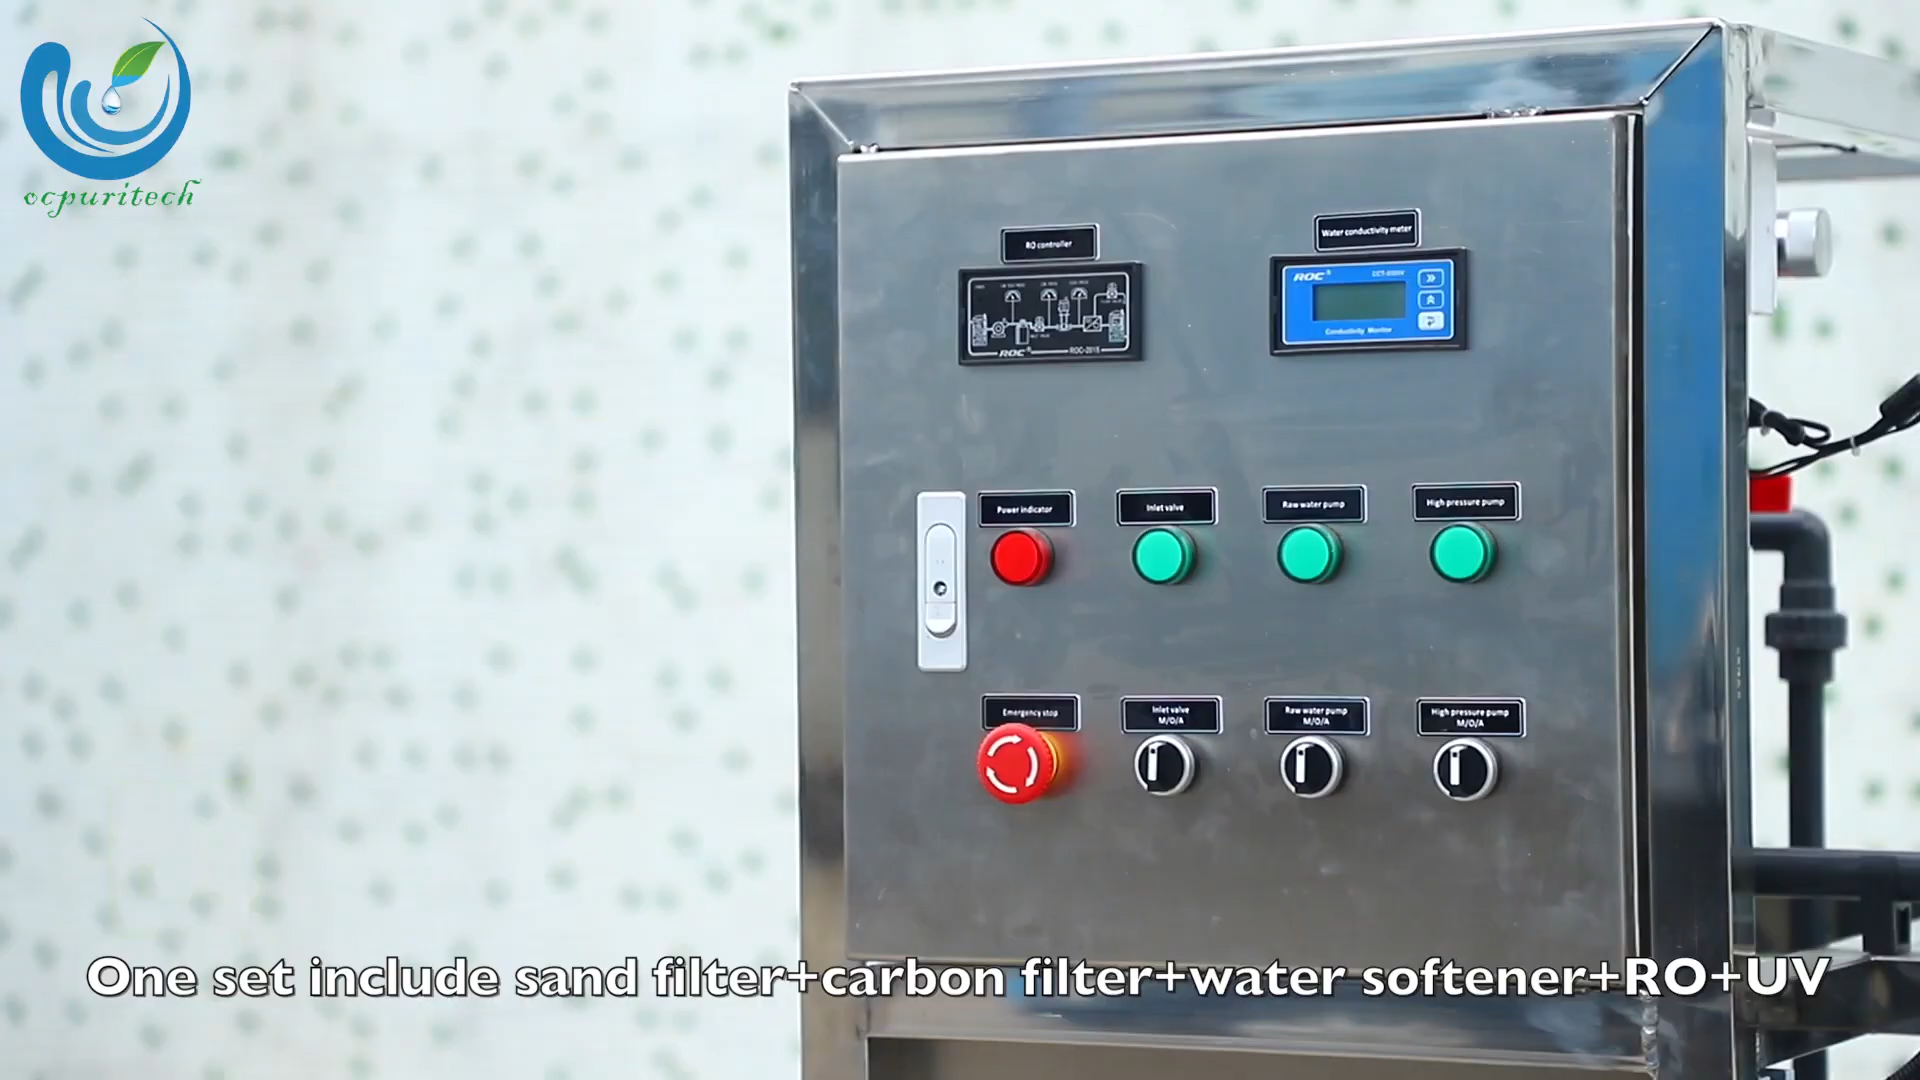 ocpuritech
RO controller
Water conductivity meter
ROC®
ROC-2015
ROC®
Conductivity Monitor
Power indicator
Inlet valve
Raw water pump
High pressure pump
Emergency stop
Inlet valve
M/O/A
Raw water pump
M/O/A
High pressure pump
M/O/A
One set include sand filter+carbon filter+water softener+RO+UV